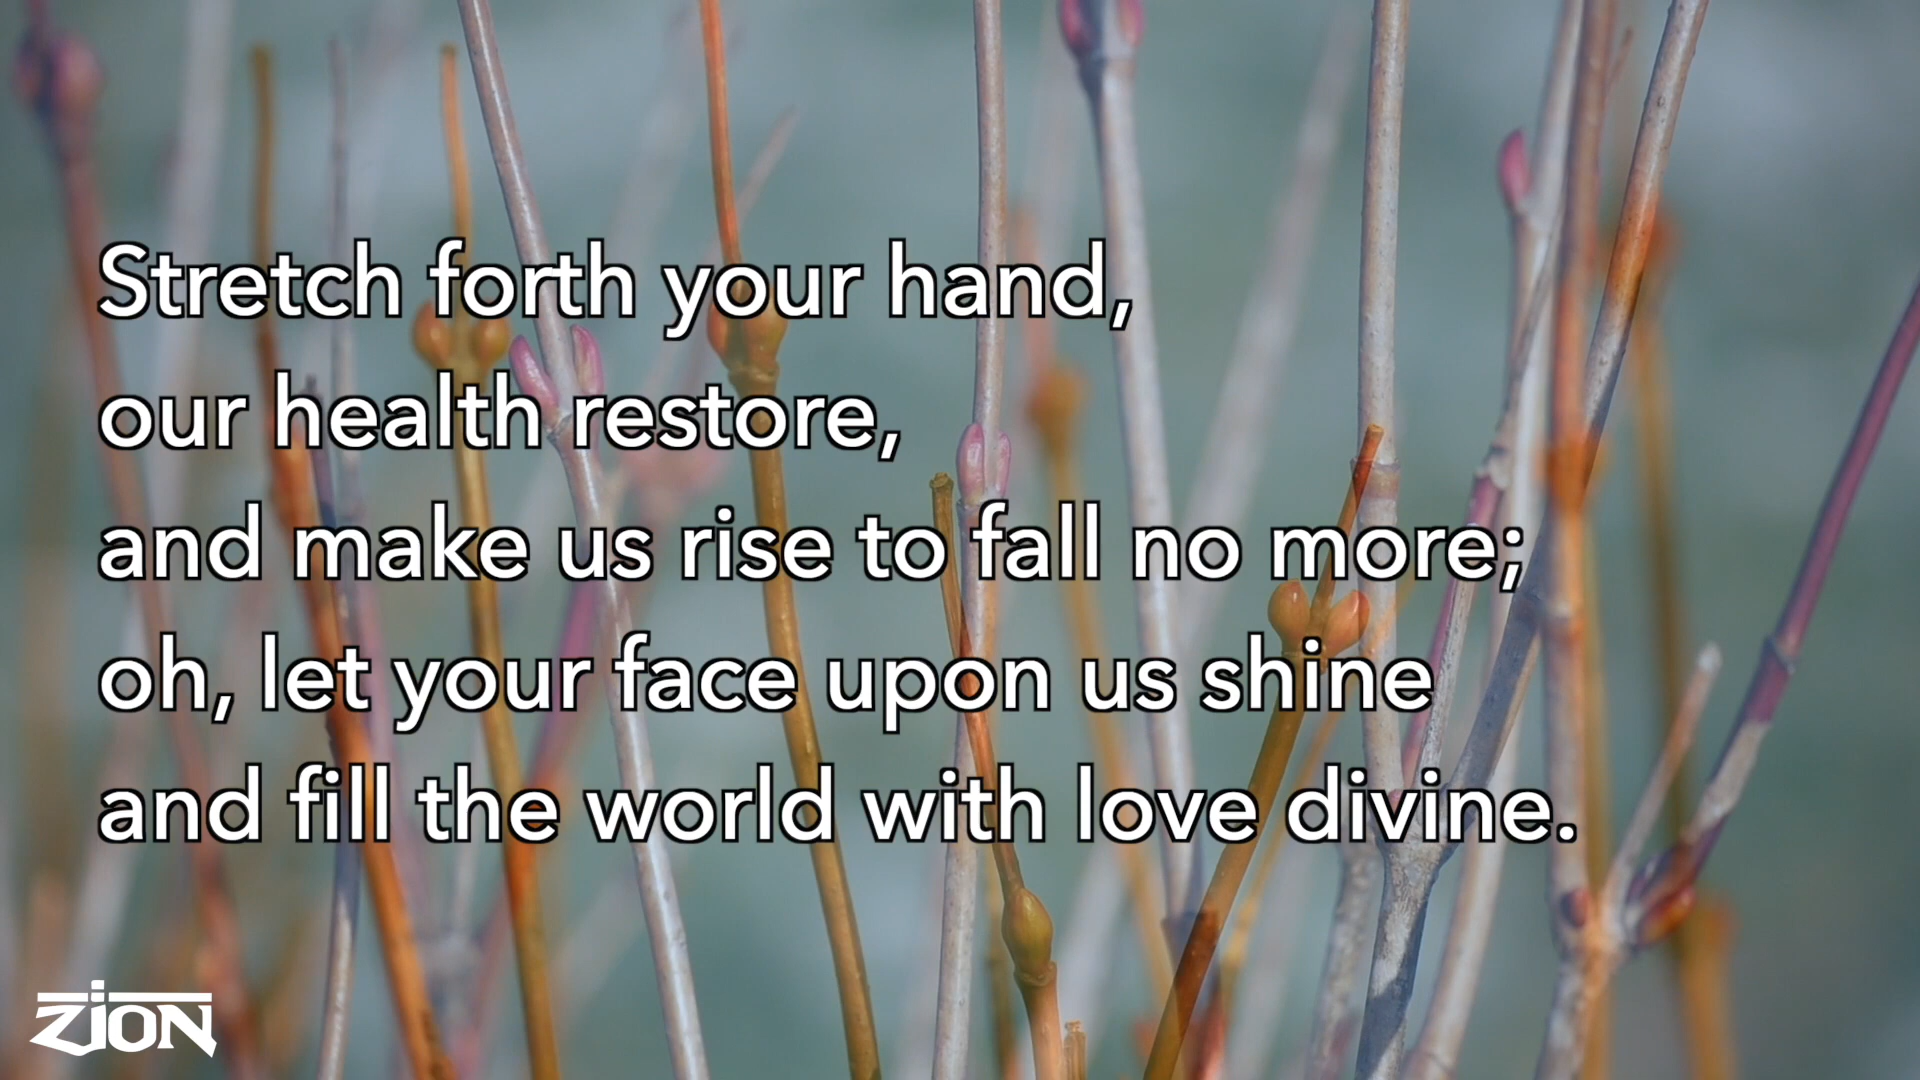 Stretch forth your hand,
our health restore,
and make us rise to fall no more;
oh, let your face upon us shine
and fill the world with love divine.
ZION